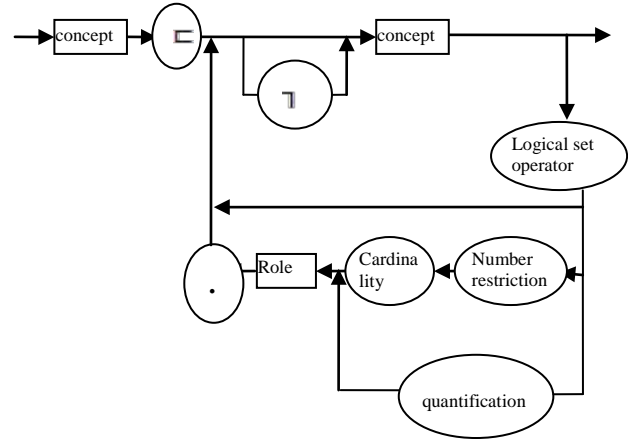 concept
⊏
concept
¬
Logical set
operator
Role
Cardina
lity
Number
restriction
.
quantification